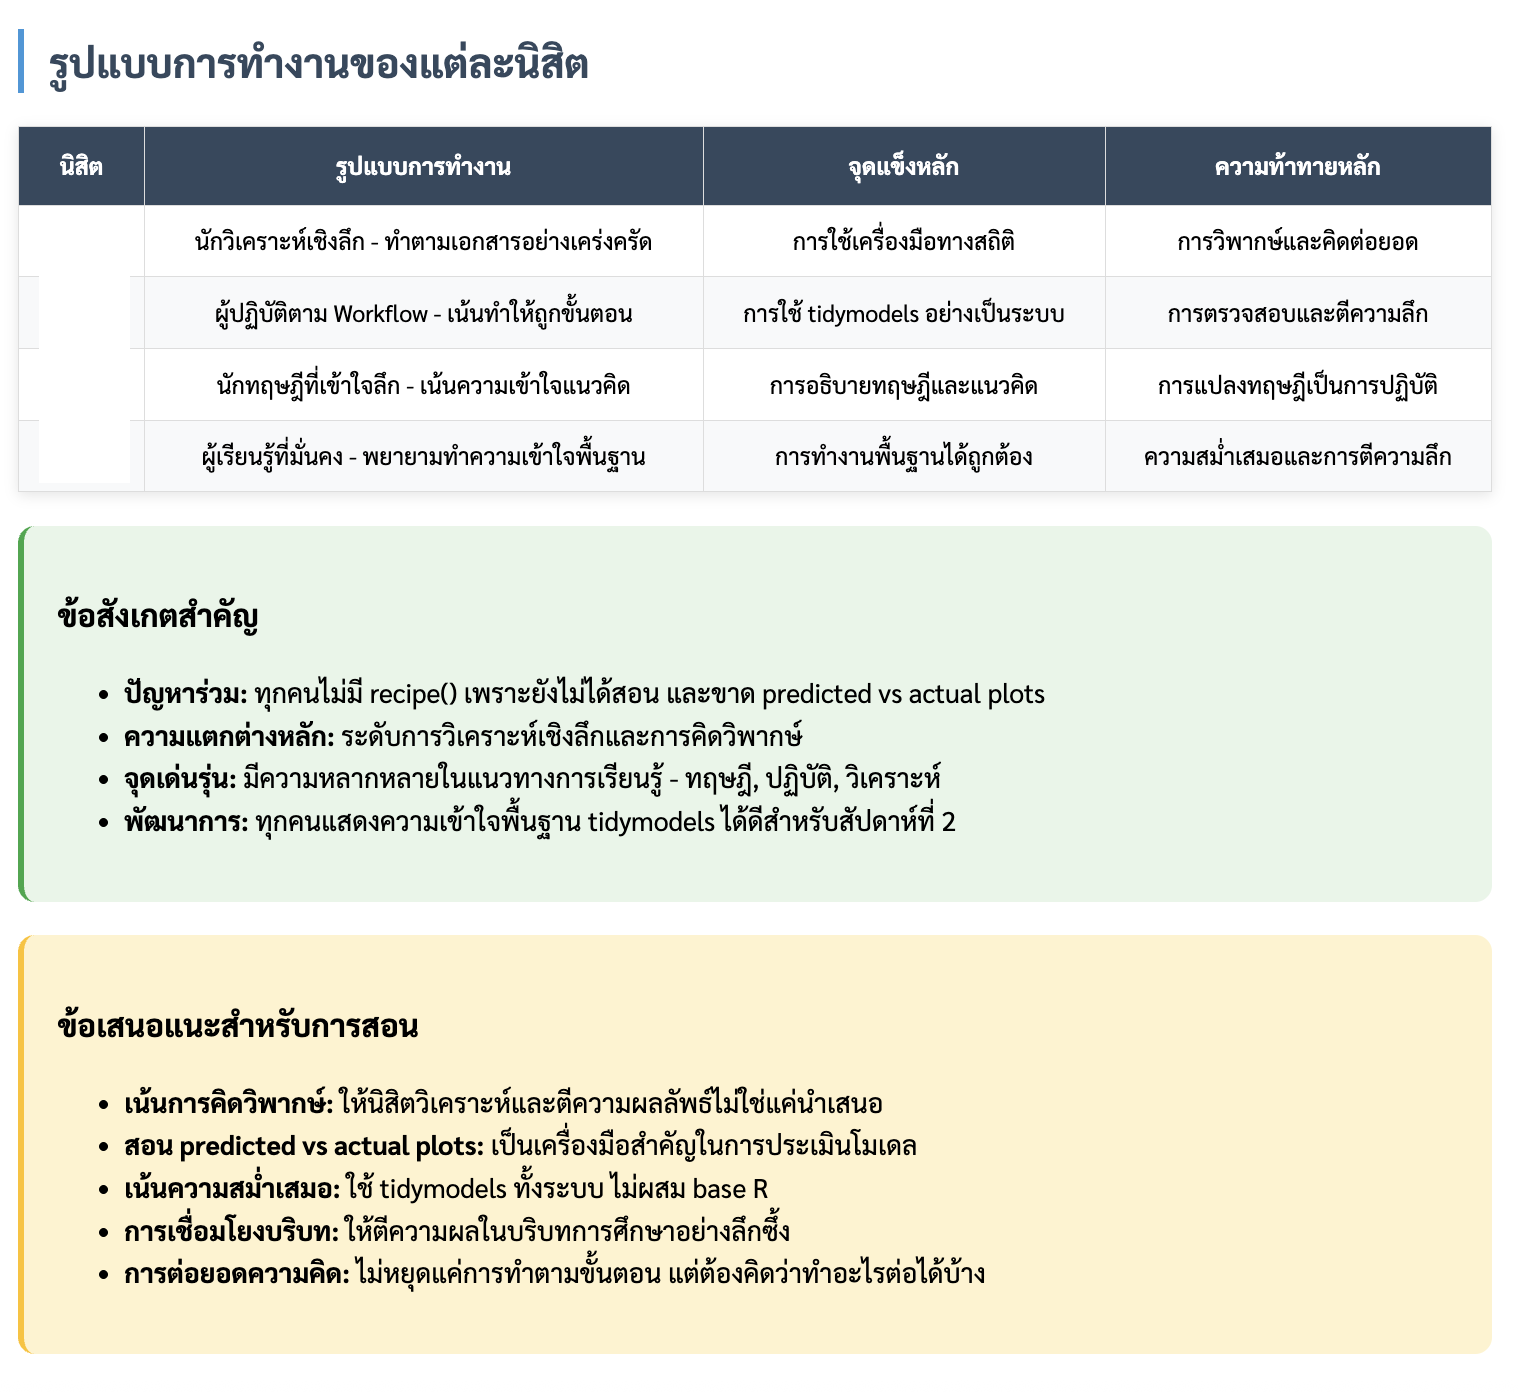 รูปแบบการทำงานของแต่ละนิสิต
นิสิต รูปแบบการทำงาน จุดแข็งหลัก ความท้าทายหลัก
นักวิเคราะห์เชิงลึก - ทำตามเอกสารอย่างเคร่งครัด การใช้เครื่องมือทางสถิติ การวิพากษ์และคิดต่อยอด
ผู้ปฏิบัติตาม Workflow - เน้นทำให้ถูกขั้นตอน การใช้ tidymodels อย่างเป็นระบบ การตรวจสอบและตีความลึก
นักทฤษฎีที่เข้าใจลึก - เน้นความเข้าใจแนวคิด การอธิบายทฤษฎีและแนวคิด การแปลงทฤษฎีเป็นการปฏิบัติ
ผู้เรียนรู้ที่มั่นคง - พยายามทำความเข้าใจพื้นฐาน การทำงานพื้นฐานได้ถูกต้อง ความสม่ำเสมอและการตีความลึก
ข้อสังเกตสำคัญ
• ปัญหาร่วม: ทุกคนไม่มี recipe() เพราะยังไม่ได้สอน และขาด predicted vs actual plots
• ความแตกต่างหลัก: ระดับการวิเคราะห์เชิงลึกและการคิดวิพากษ์
• จุดเด่นรุ่น: มีความหลากหลายในแนวทางการเรียนรู้ - ทฤษฎี, ปฏิบัติ, วิเคราะห์
• พัฒนาการ: ทุกคนแสดงความเข้าใจพื้นฐาน tidymodels ได้ดีสำหรับสัปดาห์ที่ 2
ข้อเสนอแนะสำหรับการสอน
• เน้นการคิดวิพากษ์: ให้นิสิตวิเคราะห์และตีความผลลัพธ์ไม่ใช่แค่นำเสนอ
• สอน predicted vs actual plots: เป็นเครื่องมือสำคัญในการประเมินโมเดล
• เน้นความสม่ำเสมอ: ใช้ tidymodels ทั้งระบบ ไม่ผสม base R
• การเชื่อมโยงบริบท: ให้ตีความผลในบริบทการศึกษาอย่างลึกซึ้ง
• การต่อยอดความคิด: ไม่หยุดแค่การทำตามขั้นตอน แต่ต้องคิดว่าทำอะไรต่อได้บ้าง